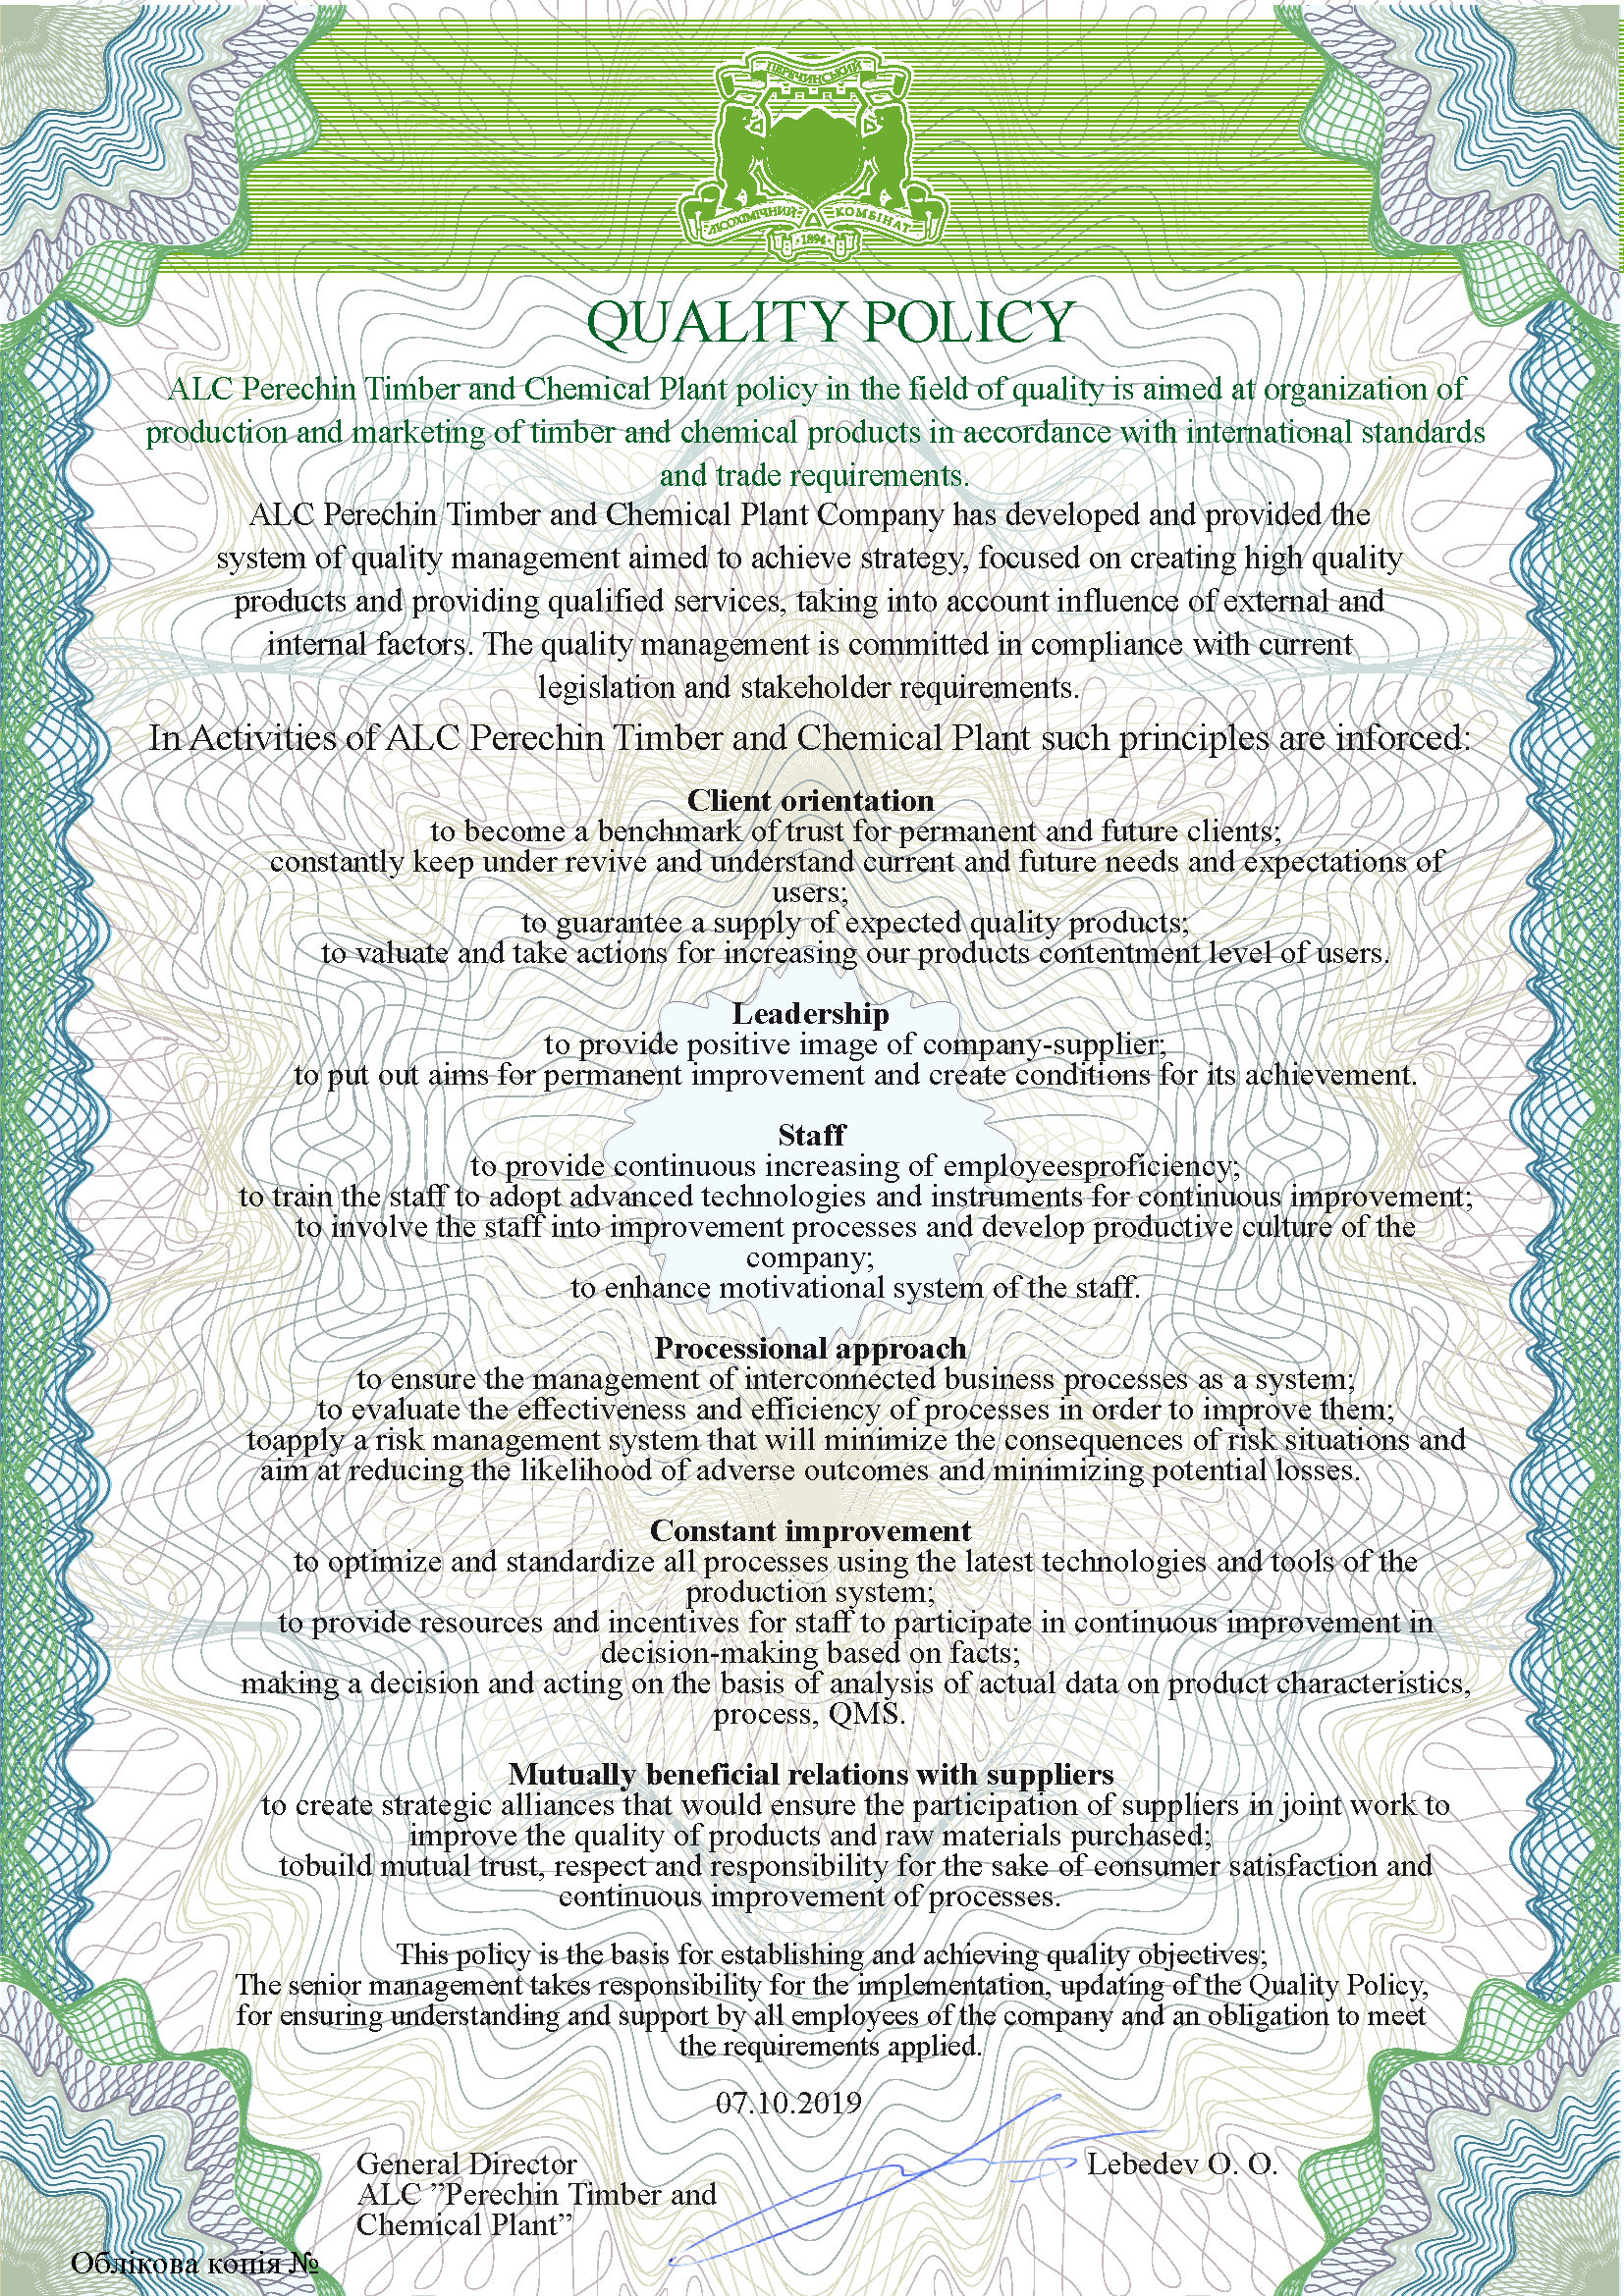 ПЕРЕЧИНСЬКИЙ
ЛІСОХІМІЧНИЙ КОМБІНАТ
·1894·
QUALITY POLICY
ALC Perechin Timber and Chemical Plant policy in the field of quality is aimed at organization of
production and marketing of timber and chemical products in accordance with international standards
and trade requirements.
ALC Perechin Timber and Chemical Plant Company has developed and provided the
system of quality management aimed to achieve strategy, focused on creating high quality
products and providing qualified services, taking into account influence of external and
internal factors. The quality management is committed in compliance with current
legislation and stakeholder requirements.
In Activities of ALC Perechin Timber and Chemical Plant such principles are inforced:
Client orientation
to become a benchmark of trust for permanent and future clients;
constantly keep under revive and understand current and future needs and expectations of
users;
to guarantee a supply of expected quality products;
to valuate and take actions for increasing our products contentment level of users.
Leadership
to provide positive image of company-supplier;
to put out aims for permanent improvement and create conditions for its achievement.
Staff
to provide continuous increasing of employeesproficiency;
to train the staff to adopt advanced technologies and instruments for continuous improvement;
to involve the staff into improvement processes and develop productive culture of the
company;
to enhance motivational system of the staff.
Processional approach
to ensure the management of interconnected business processes as a system;
to evaluate the effectiveness and efficiency of processes in order to improve them;
toapply a risk management system that will minimize the consequences of risk situations and
aim at reducing the likelihood of adverse outcomes and minimizing potential losses.
Constant improvement
to optimize and standardize all processes using the latest technologies and tools of the
production system;
to provide resources and incentives for staff to participate in continuous improvement in
decision-making based on facts;
making a decision and acting on the basis of analysis of actual data on product characteristics,
process, QMS.
Mutually beneficial relations with suppliers
to create strategic alliances that would ensure the participation of suppliers in joint work to
improve the quality of products and raw materials purchased;
tobuild mutual trust, respect and responsibility for the sake of consumer satisfaction and
continuous improvement of processes.
This policy is the basis for establishing and achieving quality objectives;
The senior management takes responsibility for the implementation, updating of the Quality Policy,
for ensuring understanding and support by all employees of the company and an obligation to meet
the requirements applied.
07.10.2019
General Director Lebedev O. O.
ALC ”Perechin Timber and
Chemical Plant”
Облікова копія №